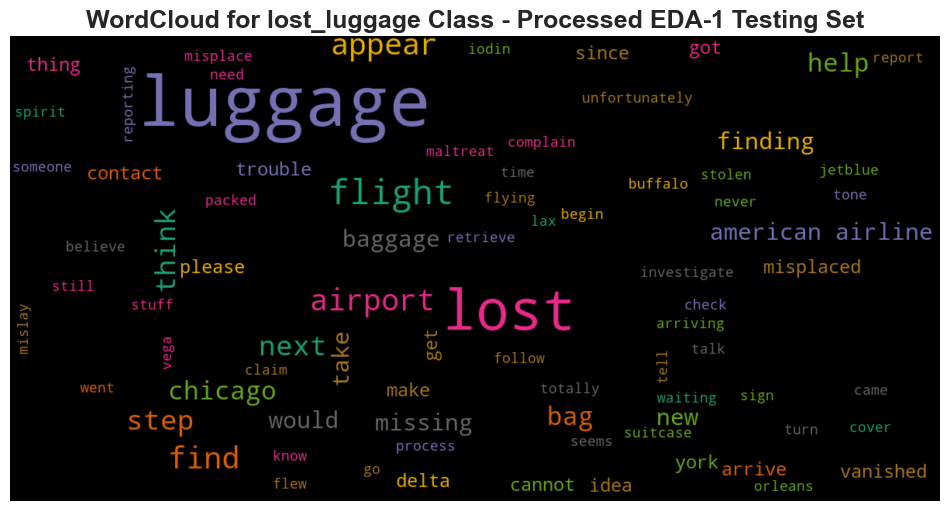 WordCloud for lost_luggage Class - Processed EDA-1 Testing Set
appear
iodin
since
got
help
report
thing
misplace
need
luggage
reporting
unfortunately
spirit
finding
complain
maltreat
someone
contact
trouble
time
buffalo
stolen
jetblue
flight
flying
packed
never
tone
begin
lax
think
baggage
retrieve
american airline
believe
please
investigate
misplaced
still
stuff
airport
lost
check
arriving
mislay
vega
next
take
get
follow
tell
talk
claim
went
chicago
make
totally
waiting
sign
came
step
would
missing
bag
new
suitcase
turn
cover
seems
process
find
know
go
york
arrive
vanished
flew
delta
cannot
idea
orleans